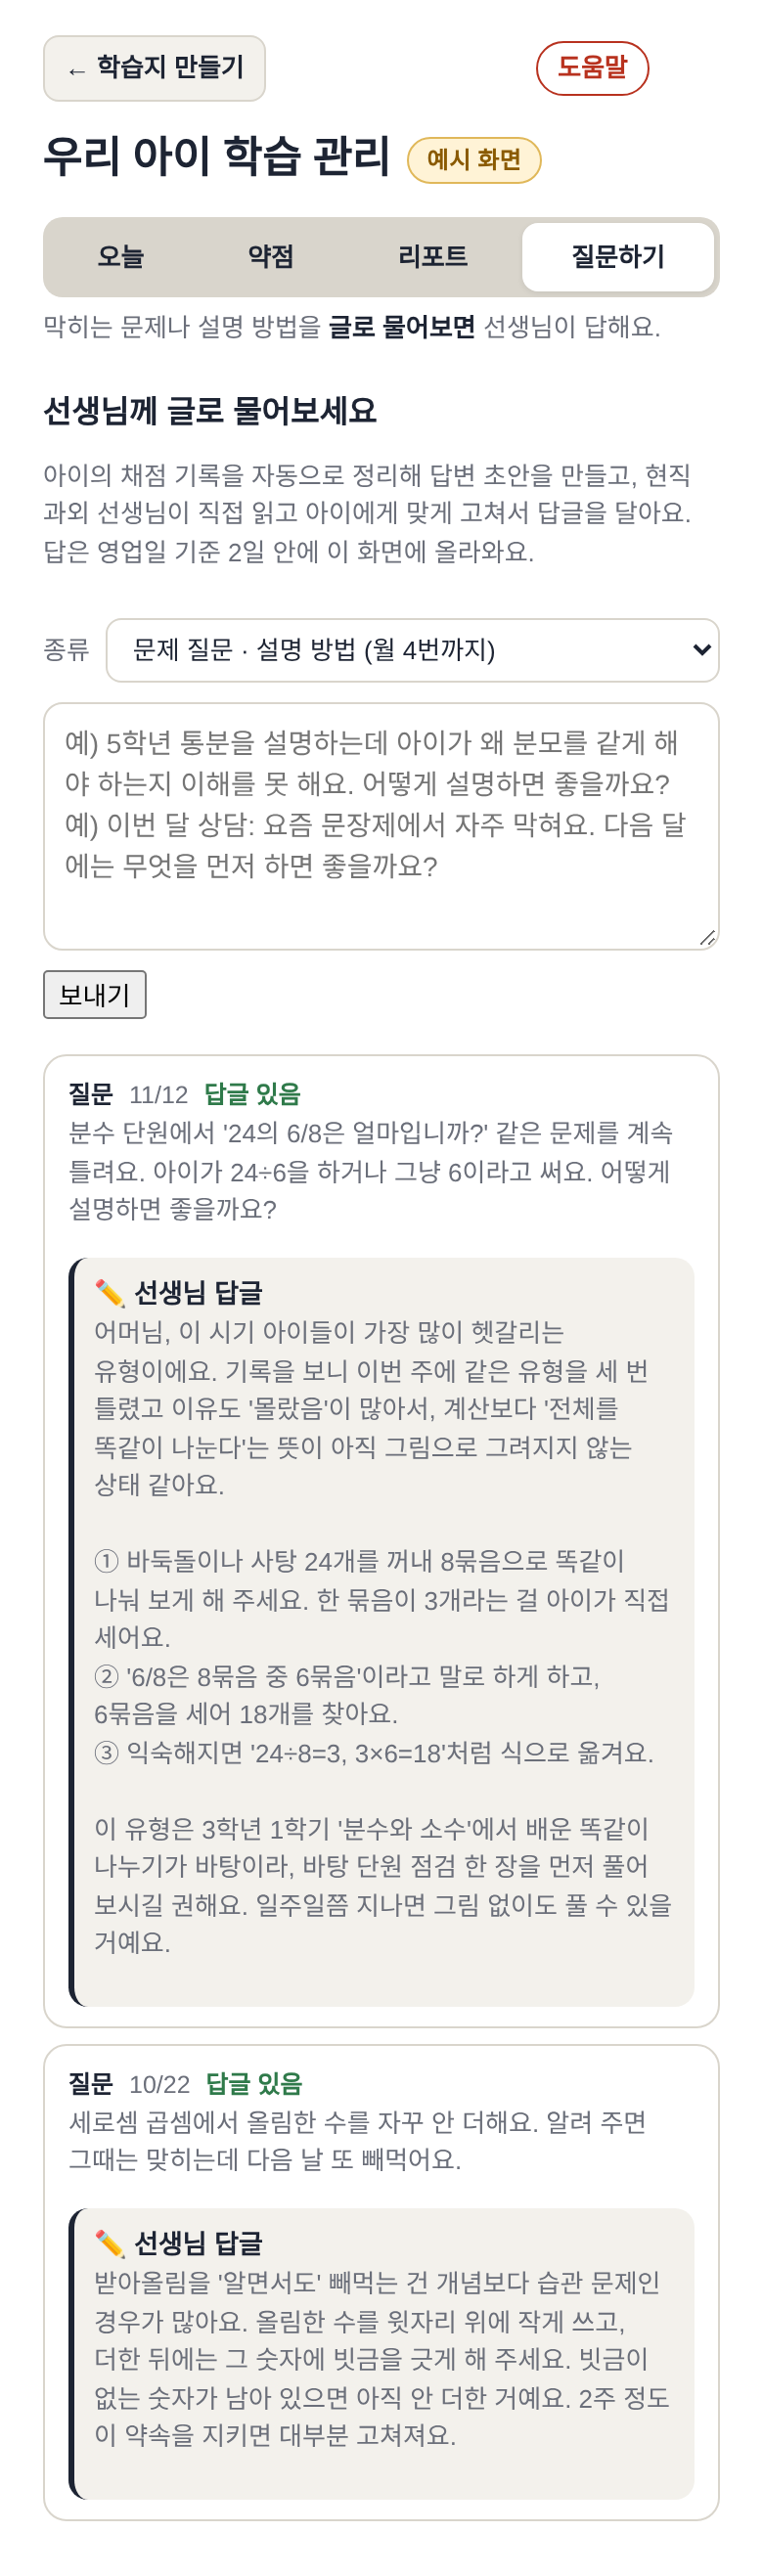 ← 학습지 만들기
도움말
우리 아이 학습 관리 예시 화면
오늘 약점 리포트 질문하기
막히는 문제나 설명 방법을 글로 물어보면 선생님이 답해요.
선생님께 글로 물어보세요
아이의 채점 기록을 자동으로 정리해 답변 초안을 만들고, 현직
과외 선생님이 직접 읽고 아이에게 맞게 고쳐서 답글을 달아요.
답은 영업일 기준 2일 안에 이 화면에 올라와요.
종류 문제 질문 · 설명 방법 (월 4번까지)
예) 5학년 통분을 설명하는데 아이가 왜 분모를 같게 해
야 하는지 이해를 못 해요. 어떻게 설명하면 좋을까요?
예) 이번 달 상담: 요즘 문장제에서 자주 막혀요. 다음 달
에는 무엇을 먼저 하면 좋을까요?
보내기
질문 11/12 답글 있음
분수 단원에서 '24의 6/8은 얼마입니까?' 같은 문제를 계속
틀려요. 아이가 24÷6을 하거나 그냥 6이라고 써요. 어떻게
설명하면 좋을까요?
✏️ 선생님 답글
어머님, 이 시기 아이들이 가장 많이 헷갈리는
유형이에요. 기록을 보니 이번 주에 같은 유형을 세 번
틀렸고 이유도 '몰랐음'이 많아서, 계산보다 '전체를
똑같이 나눈다'는 뜻이 아직 그림으로 그려지지 않는
상태 같아요.
① 바둑돌이나 사탕 24개를 꺼내 8묶음으로 똑같이
나눠 보게 해 주세요. 한 묶음이 3개라는 걸 아이가 직접
세어요.
② '6/8은 8묶음 중 6묶음'이라고 말로 하게 하고,
6묶음을 세어 18개를 찾아요.
③ 익숙해지면 '24÷8=3, 3×6=18'처럼 식으로 옮겨요.
이 유형은 3학년 1학기 '분수와 소수'에서 배운 똑같이
나누기가 바탕이라, 바탕 단원 점검 한 장을 먼저 풀어
보시길 권해요. 일주일쯤 지나면 그림 없이도 풀 수 있을
거예요.
질문 10/22 답글 있음
세로셈 곱셈에서 올림한 수를 자꾸 안 더해요. 알려 주면
그때는 맞히는데 다음 날 또 빼먹어요.
✏️ 선생님 답글
받아올림을 '알면서도' 빼먹는 건 개념보다 습관 문제인
경우가 많아요. 올림한 수를 윗자리 위에 작게 쓰고,
더한 뒤에는 그 숫자에 빗금을 긋게 해 주세요. 빗금이
없는 숫자가 남아 있으면 아직 안 더한 거예요. 2주 정도
이 약속을 지키면 대부분 고쳐져요.